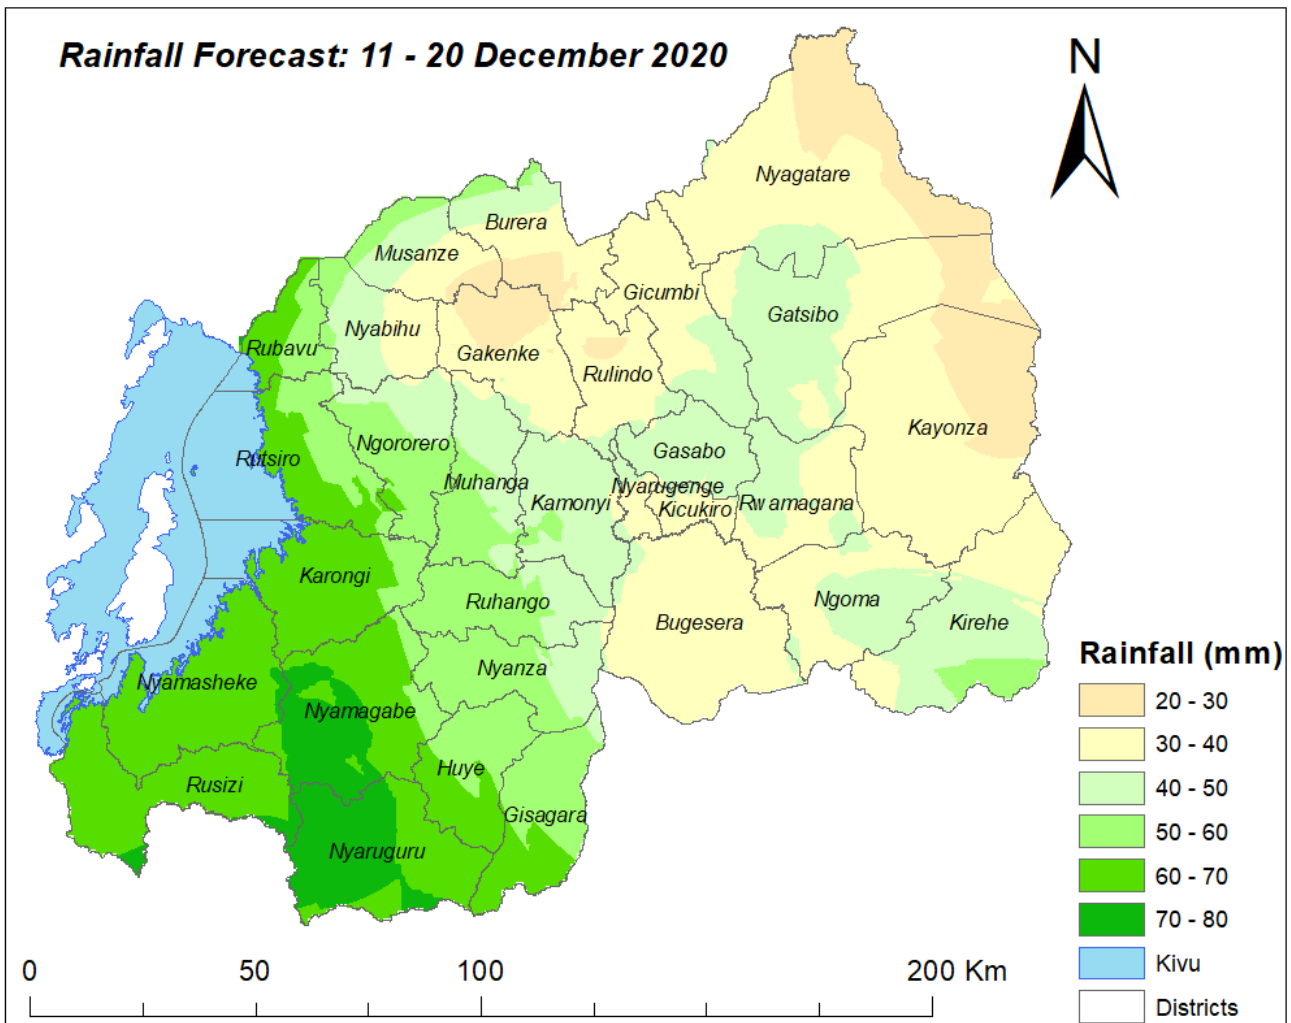 Rainfall Forecast: 11 - 20 December 2020
N
Nyagatare
Burera
Musanze
Gicumbi
Gatsibo
Nyabihu
Rubavu
Gakenke
Rulindo
Kayonza
Ngororero
Gasabo
Rutsiro
Muhanga
Nyarugenge
Kamonyi
Kicukiro
Rwamagana
Karongi
Ruhango
Ngoma
Bugesera
Kirehe
Nyanza
Nyamasheke
Nyamagabe
Huye
Rusizi
Gisagara
Nyaruguru
Rainfall (mm)
20 - 30
30 - 40
40 - 50
50 - 60
60 - 70
70 - 80
Kivu
Districts
0 50 100 200 Km